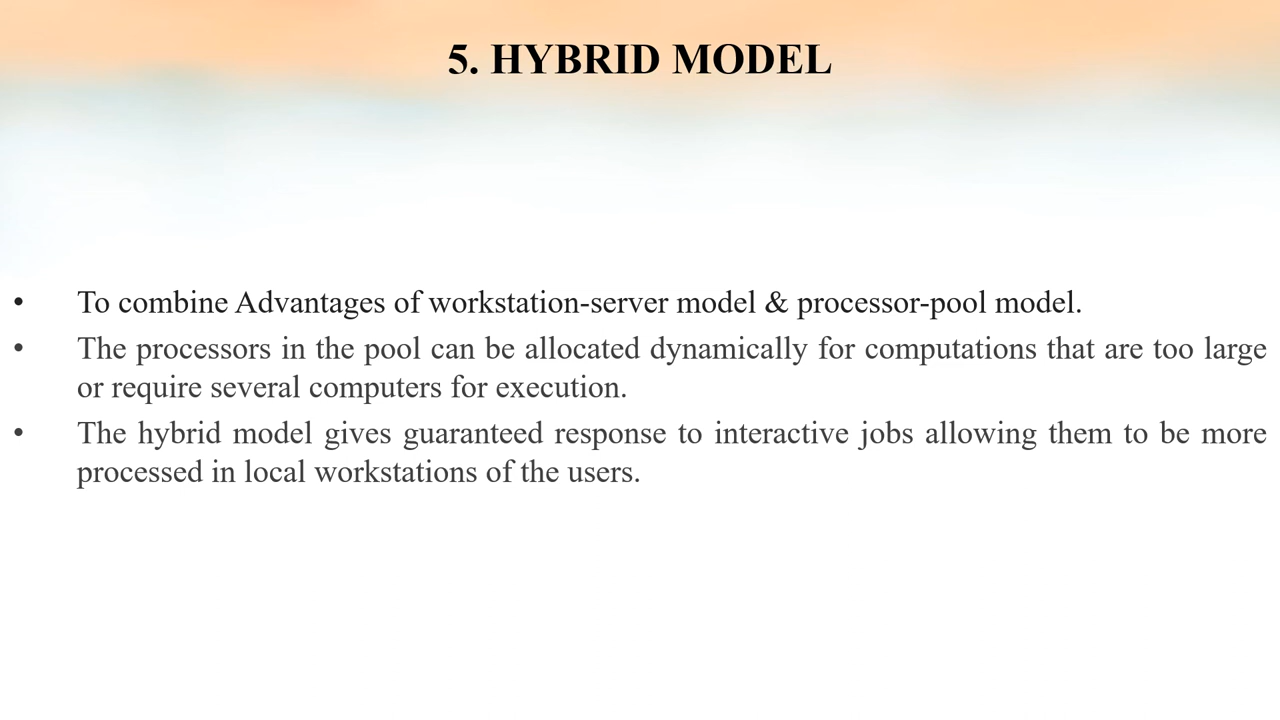 5. HYBRID MODEL
• To combine Advantages of workstation-server model & processor-pool model.
• The processors in the pool can be allocated dynamically for computations that are too large
or require several computers for execution.
• The hybrid model gives guaranteed response to interactive jobs allowing them to be more
processed in local workstations of the users.